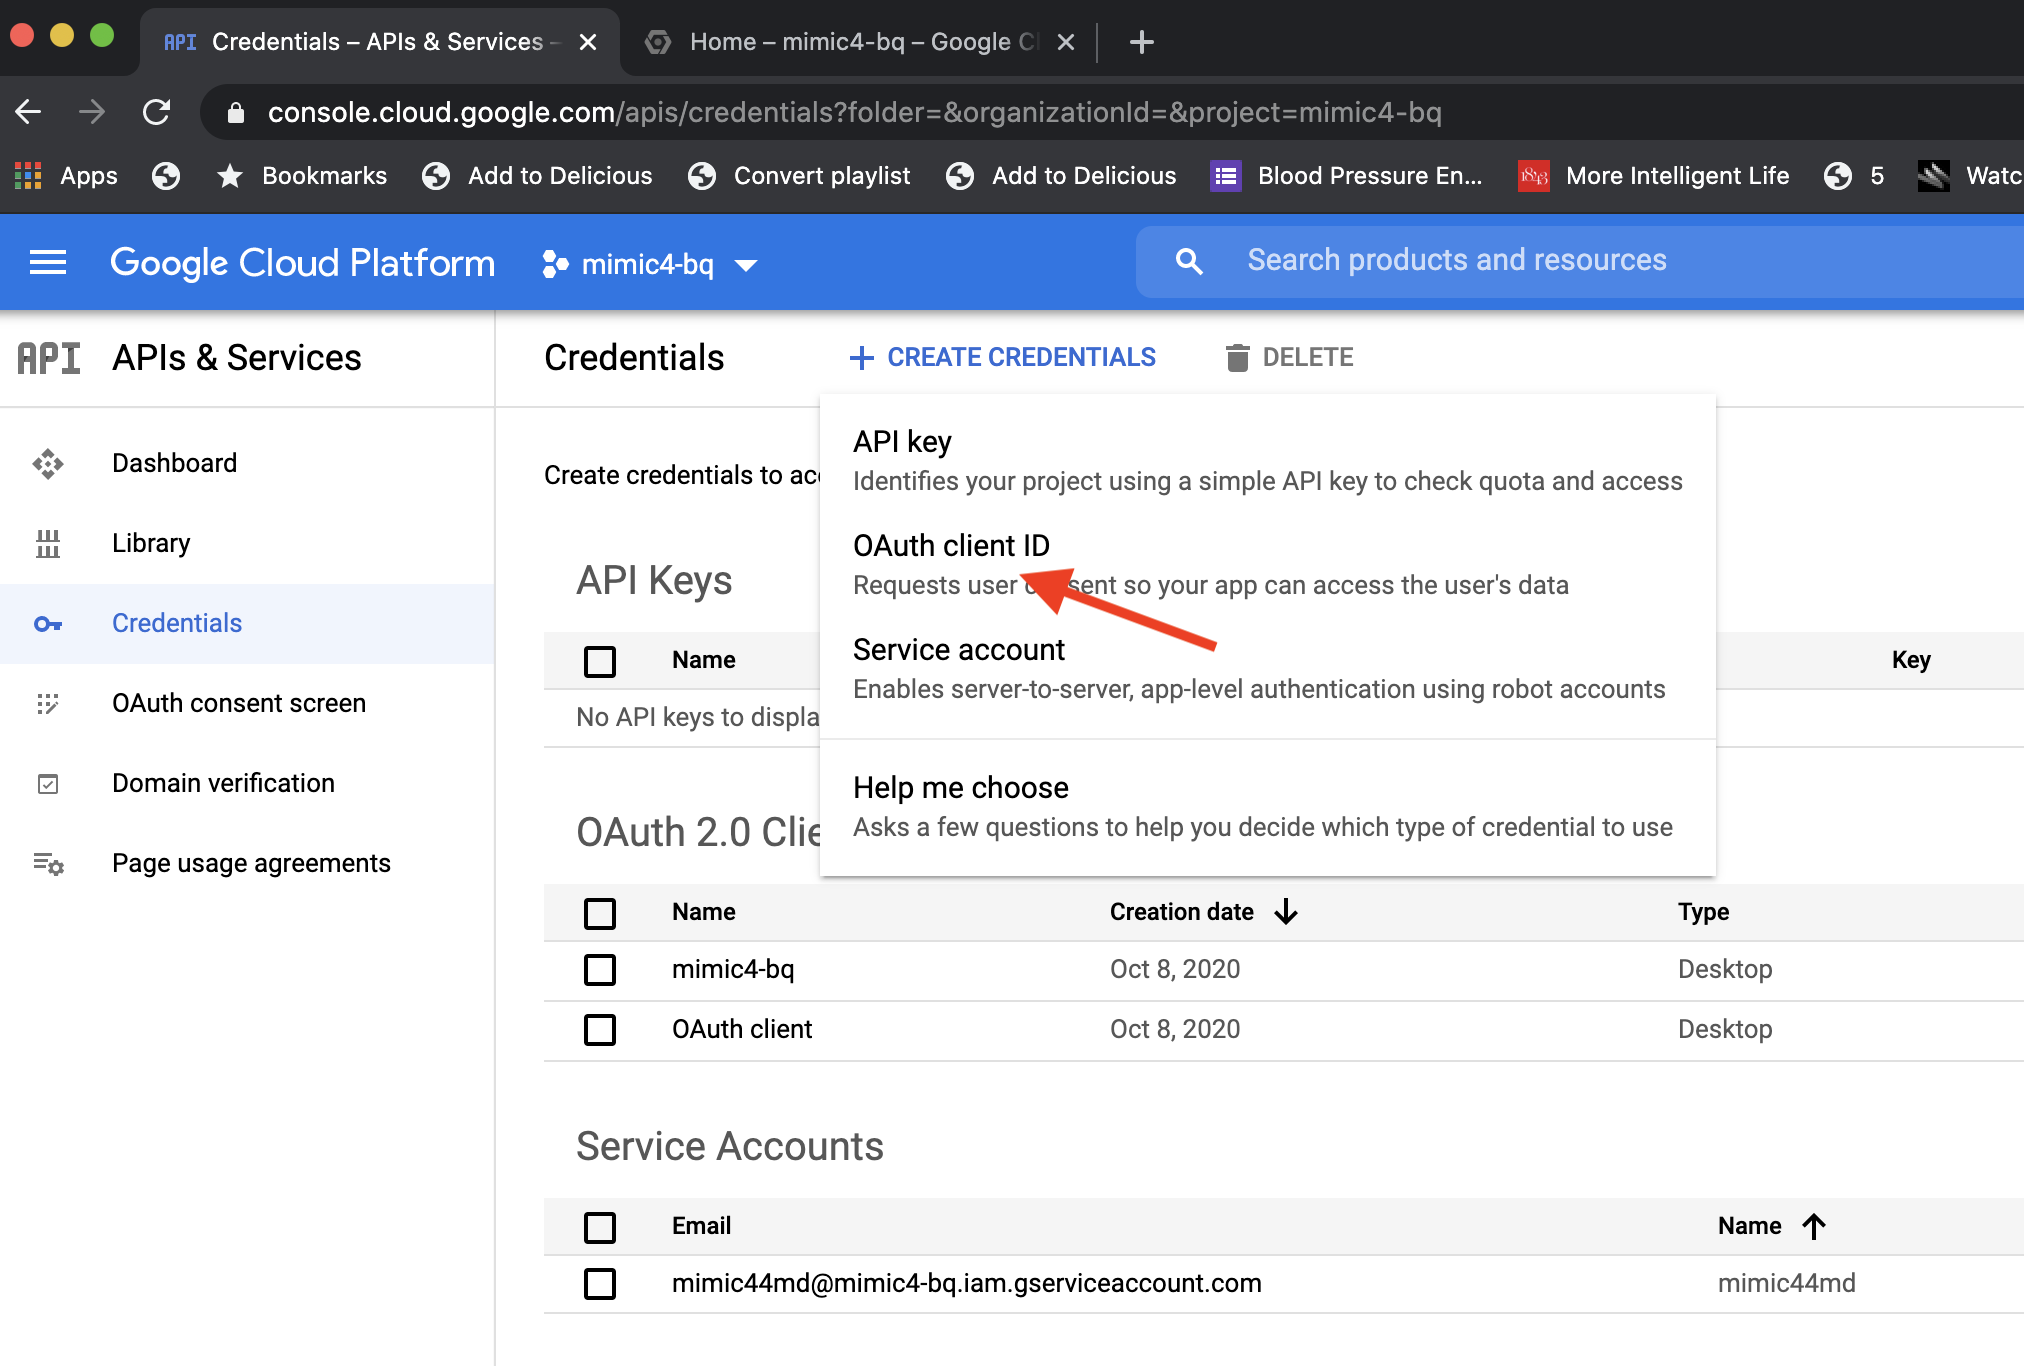 API Credentials – APIs & Services –
Home – mimic4-bq – Google Cl
console.cloud.google.com/apis/credentials?folder=&organizationId=&project=mimic4-bq
Apps Bookmarks Add to Delicious Convert playlist Add to Delicious Blood Pressure En... 1843 More Intelligent Life 5 Watc
Google Cloud Platform mimic4-bq Search products and resources
API APIs & Services
Dashboard
Library
Credentials
OAuth consent screen
Domain verification
Page usage agreements
Credentials + CREATE CREDENTIALS DELETE
Create credentials to acc
API key
Identifies your project using a simple API key to check quota and access
OAuth client ID
Requests user sent so your app can access the user's data
Service account
Enables server-to-server, app-level authentication using robot accounts
Help me choose
Asks a few questions to help you decide which type of credential to use
API Keys
Name Key
No API keys to displa
OAuth 2.0 Clie
Name Creation date Type
mimic4-bq Oct 8, 2020 Desktop
OAuth client Oct 8, 2020 Desktop
Service Accounts
Email Name
mimic44md@mimic4-bq.iam.gserviceaccount.com mimic44md